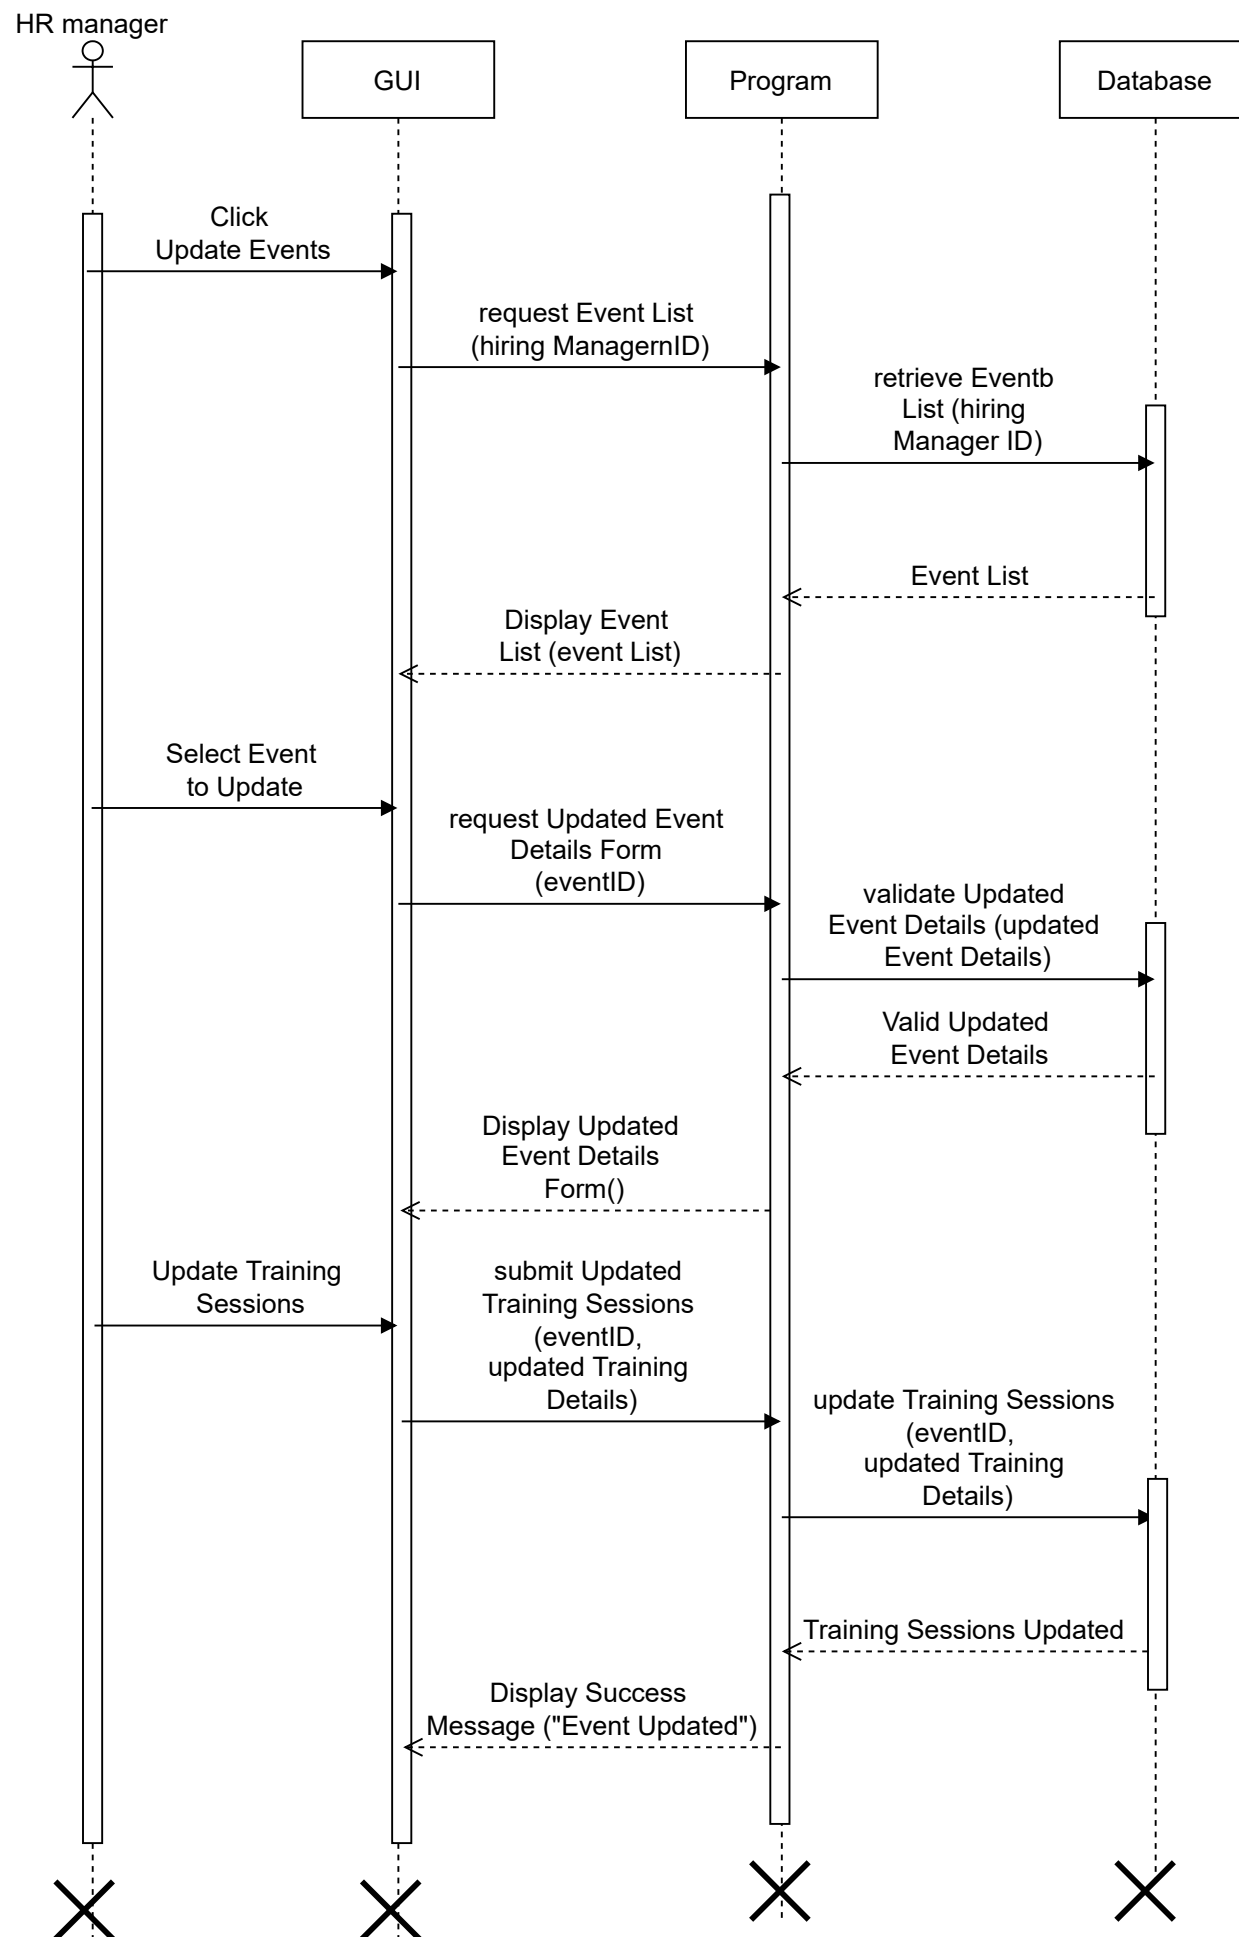 HR manager
GUI
Program
Database
Click
Update Events
request Event List
(hiring ManagernID)
retrieve Eventb
List (hiring
Manager ID)
Event List
Display Event
List (event List)
Select Event
to Update
request Updated Event
Details Form
(eventID)
validate Updated
Event Details (updated
Event Details)
Valid Updated
Event Details
Display Updated
Event Details
Form()
Update Training
Sessions
submit Updated
Training Sessions
(eventID,
updated Training
Details)
update Training Sessions
(eventID,
updated Training
Details)
Training Sessions Updated
Display Success
Message ("Event Updated")